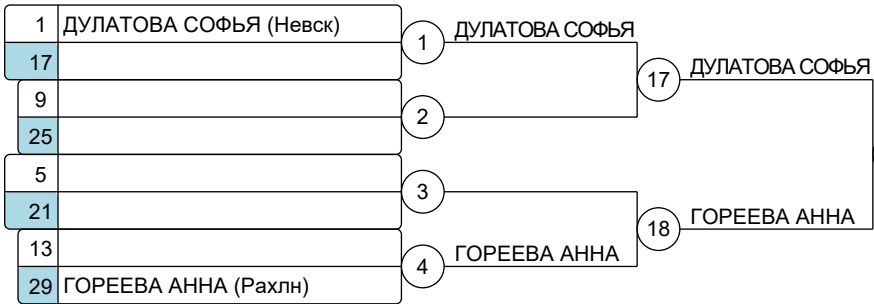 1 ДУЛАТОВА СОФЬЯ (Невск)
17
1 ДУЛАТОВА СОФЬЯ
9
25
2
17 ДУЛАТОВА СОФЬЯ
5
21
3
13
29 ГОРЕЕВА АННА (Рахлн)
4 ГОРЕЕВА АННА
18 ГОРЕЕВА АННА